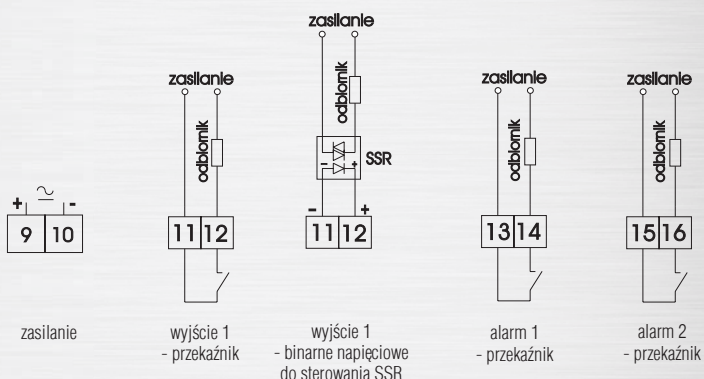 zasilanie
zasilanie
zasilanie
zasilanie
odbiornik
odbiornik
odbiornik
odbiornik
SSR
- +
+ ≃ -
- +
9 10
11 12
11 12
13 14
15 16
zasilanie
wyjście 1
- przekaźnik
wyjście 1
- binarne napięciowe
do sterowania SSR
alarm 1
- przekaźnik
alarm 2
- przekaźnik